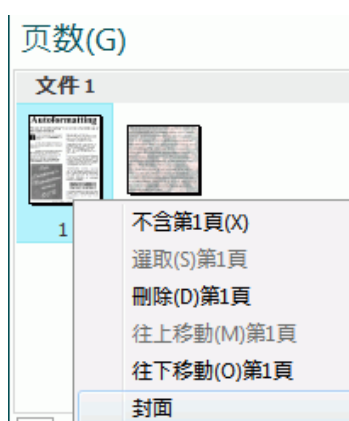 页数(G)
文件 1
Autoformatting
1
不含第1頁(X)
選取(S)第1頁
刪除(D)第1頁
往上移動(M)第1頁
往下移動(O)第1頁
封面